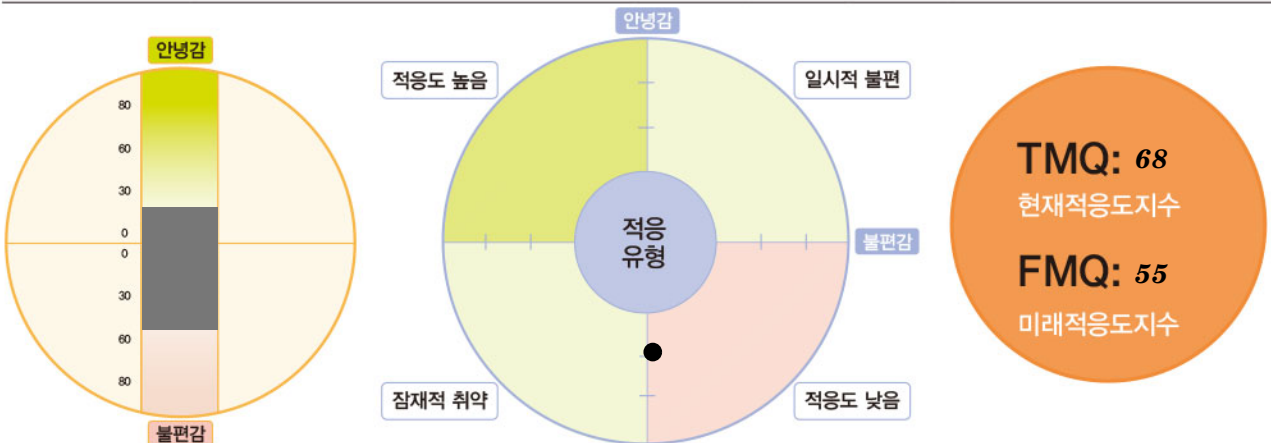 안녕감
80
60
30
0
0
30
60
80
불편감
안녕감
적응도 높음
일시적 불편
적응
유형
불편감
잠재적 취약
적응도 낮음
TMQ: 68
현재적응도지수
FMQ: 55
미래적응도지수